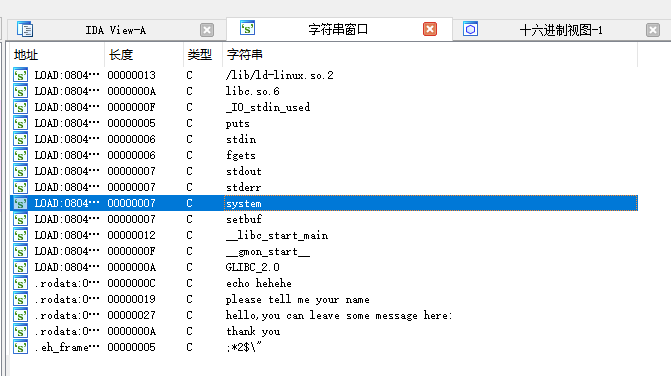 IDA View-A 字符串窗口 十六进制视图-1
地址 长度 类型 字符串
LOAD:0804… 00000013 C /lib/ld-linux.so.2
LOAD:0804… 0000000A C libc.so.6
LOAD:0804… 0000000F C _IO_stdin_used
LOAD:0804… 00000005 C puts
LOAD:0804… 00000006 C stdin
LOAD:0804… 00000006 C fgets
LOAD:0804… 00000007 C stdout
LOAD:0804… 00000007 C stderr
LOAD:0804… 00000007 C system
LOAD:0804… 00000007 C setbuf
LOAD:0804… 00000012 C __libc_start_main
LOAD:0804… 0000000F C __gmon_start__
LOAD:0804… 0000000A C GLIBC_2.0
.rodata:0… 0000000C C echo hehehe
.rodata:0… 00000019 C please tell me your name
.rodata:0… 00000027 C hello,you can leave some message here:
.rodata:0… 0000000A C thank you
.eh_frame… 00000005 C ;*2$\"